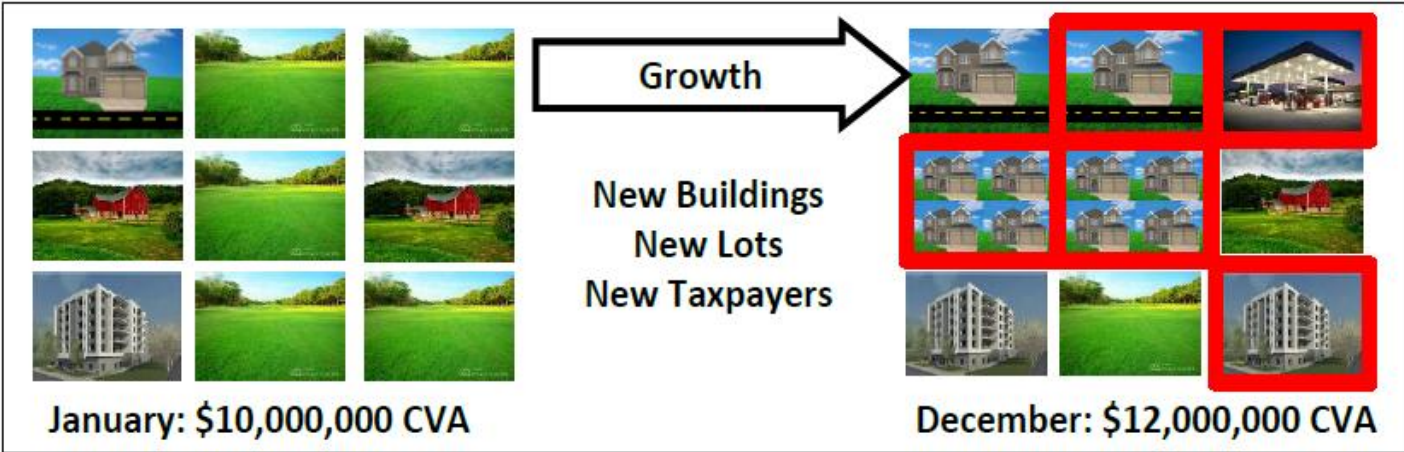 Growth
New Buildings
New Lots
New Taxpayers
January: $10,000,000 CVA
December: $12,000,000 CVA